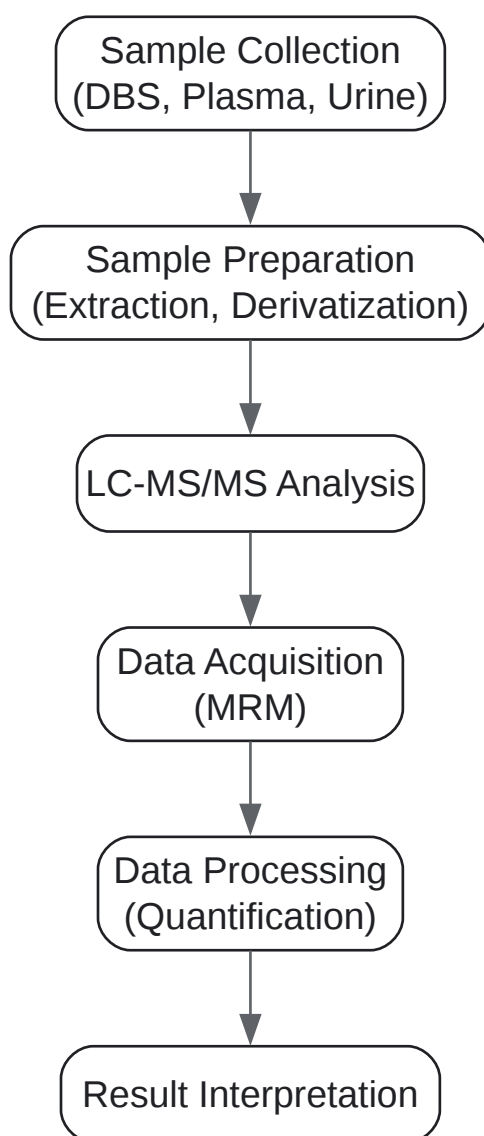 Sample Collection
(DBS, Plasma, Urine)
Sample Preparation
(Extraction, Derivatization)
LC-MS/MS Analysis
Data Acquisition
(MRM)
Data Processing
(Quantification)
Result Interpretation